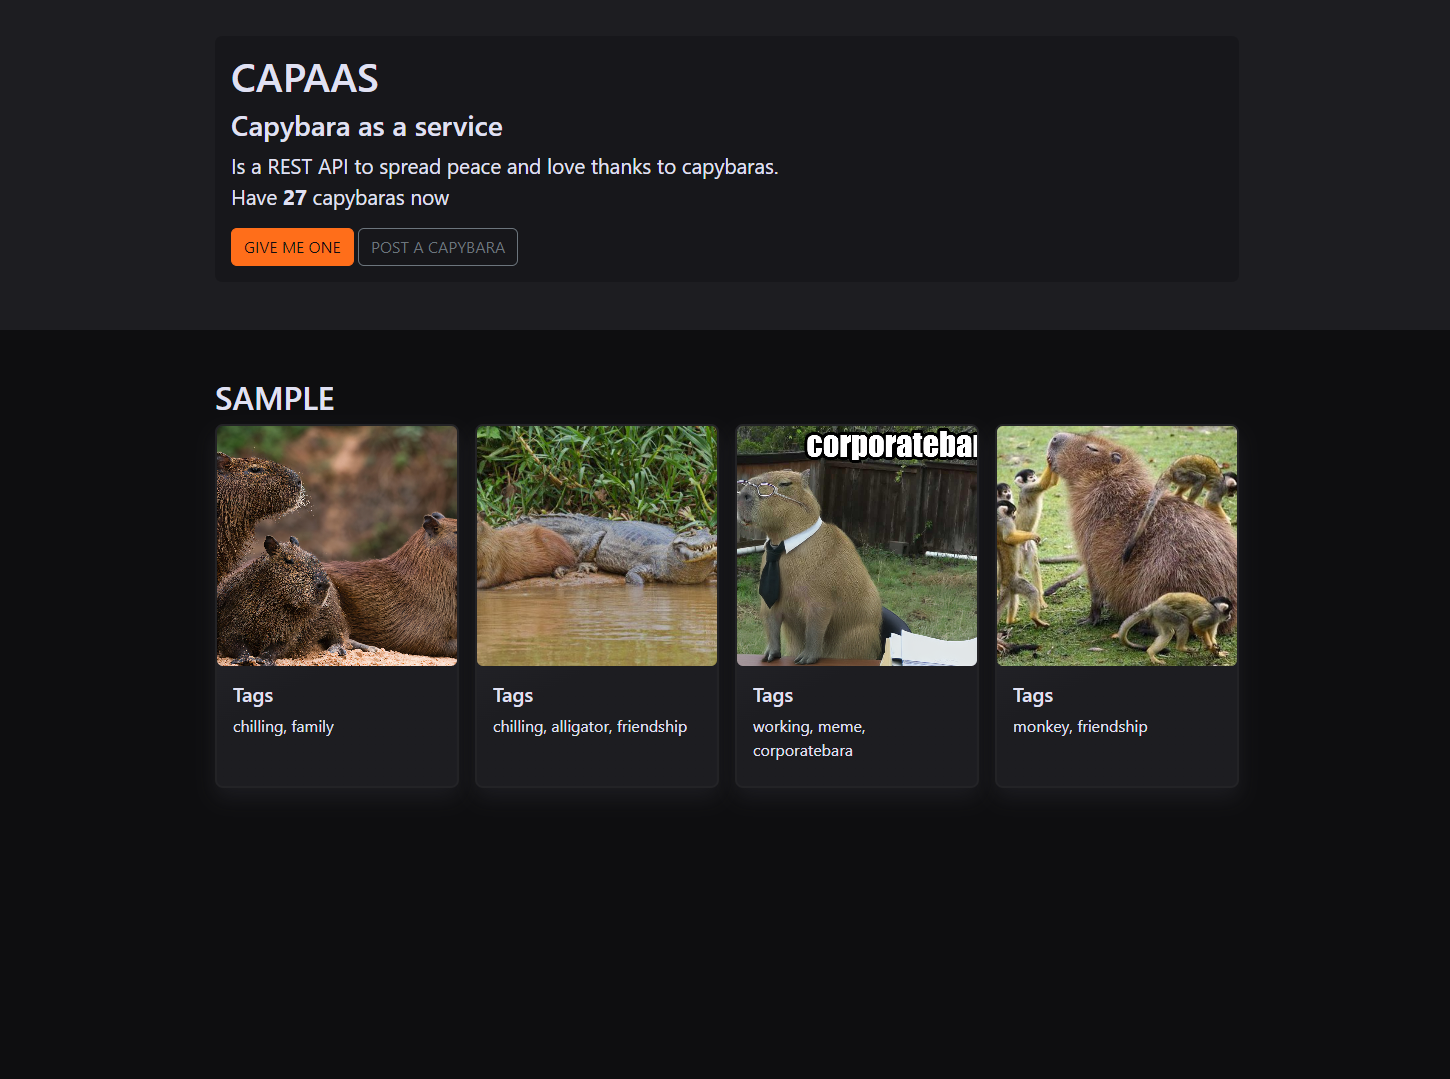 CAPAAS
Capybara as a service
Is a REST API to spread peace and love thanks to capybaras.
Have 27 capybaras now
GIVE ME ONE
POST A CAPYBARA
SAMPLE
corporatebar
Tags
chilling, family
Tags
chilling, alligator, friendship
Tags
working, meme,
corporatebara
Tags
monkey, friendship